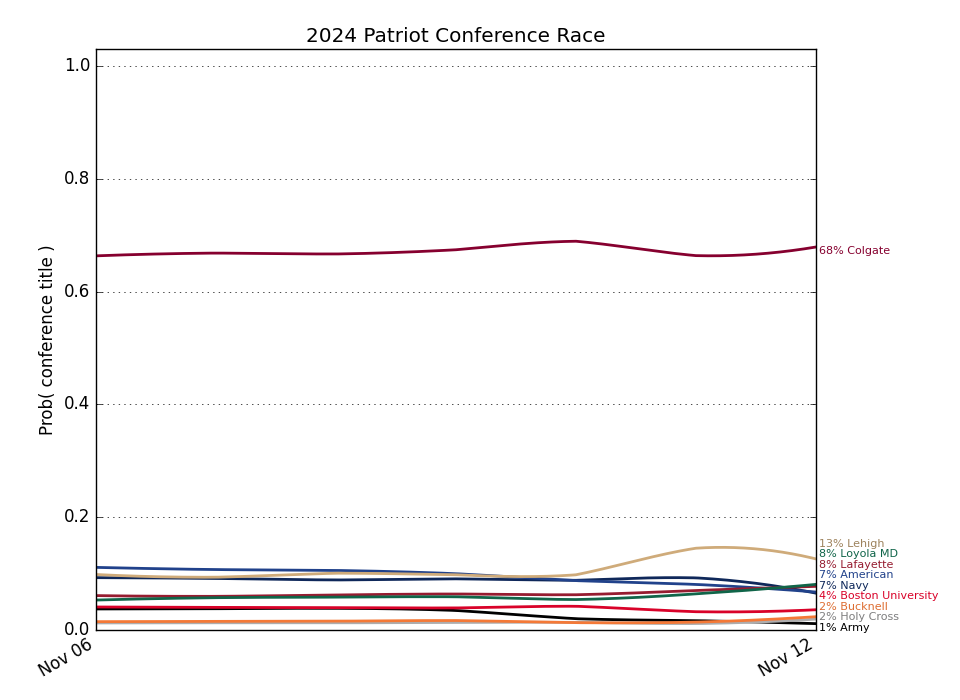 2024 Patriot Conference Race
Prob( conference title )
1.0
0.8
0.6
0.4
0.2
0.0
68% Colgate
13% Lehigh
8% Loyola MD
8% Lafayette
7% American
7% Navy
4% Boston University
2% Bucknell
2% Holy Cross
1% Army
Nov 06
Nov 12